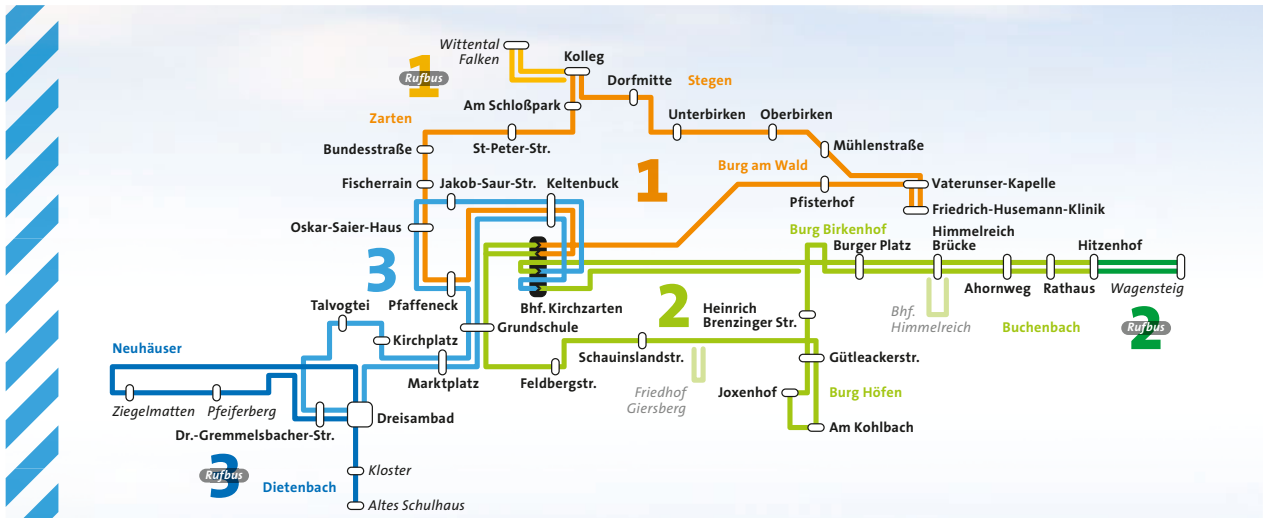 Wittental
Falken
Kolleg
1
Rufbus
Dorfmitte
Stegen
Am Schloßpark
Zarten
Unterbirken
Oberbirken
St-Peter-Str.
Bundesstraße
Mühlenstraße
1
Burg am Wald
Fischerrain
Jakob-Saur-Str.
Keltenbuck
Vaterunser-Kapelle
Pfisterhof
Friedrich-Husemann-Klinik
Oskar-Saier-Haus
Burg Birkenhof
Burger Platz
Himmelreich
Brücke
Hitzenhof
3
Pfaffeneck
Bhf. Kirchzarten
2
Ahornweg
Rathaus
Wagensteig
Talvogtei
Heinrich
Brenzinger Str.
Bhf.
Himmelreich
Buchenbach
2
Rufbus
Grundschule
Kirchplatz
Neuhäuser
Schauinslandstr.
Gütleackerstr.
Marktplatz
Feldbergstr.
Friedhof
Giersberg
Joxenhof
Burg Höfen
Ziegelmatten
Pfeiferberg
Dreisambad
Am Kohlbach
Dr.-Gremmelsbacher-Str.
3
Rufbus
Kloster
Dietenbach
Altes Schulhaus